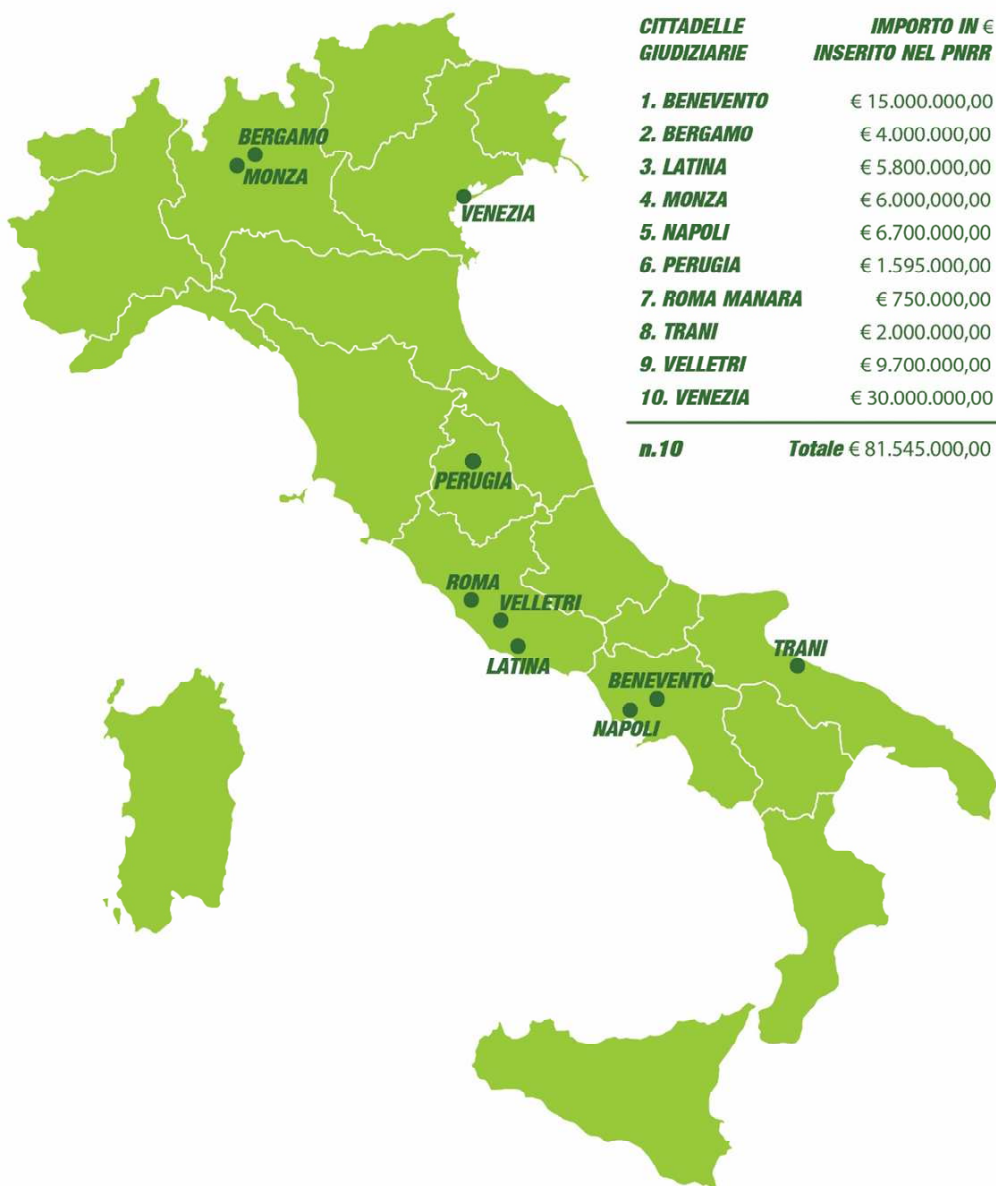 CITTADELLE IMPORTO IN €
GIUDIZIARIE INSERITO NEL PNRR
1. BENEVENTO € 15.000.000,00
2. BERGAMO € 4.000.000,00
3. LATINA € 5.800.000,00
4. MONZA € 6.000,000,00
5. NAPOLI € 6.700.000,00
6. PERUGIA € 1.595.000,00
7. ROMA MANARA € 750.000,00
8. TRANI € 2.000.000,00
9. VELLETRI € 9.700.000,00
10. VENEZIA € 30.000.000,00
n.10 Totale € 81.545.000,00
BERGAMO
MONZA
VENEZIA
PERUGIA
ROMA
VELLETRI
LATINA
TRANI
BENEVENTO
NAPOLI